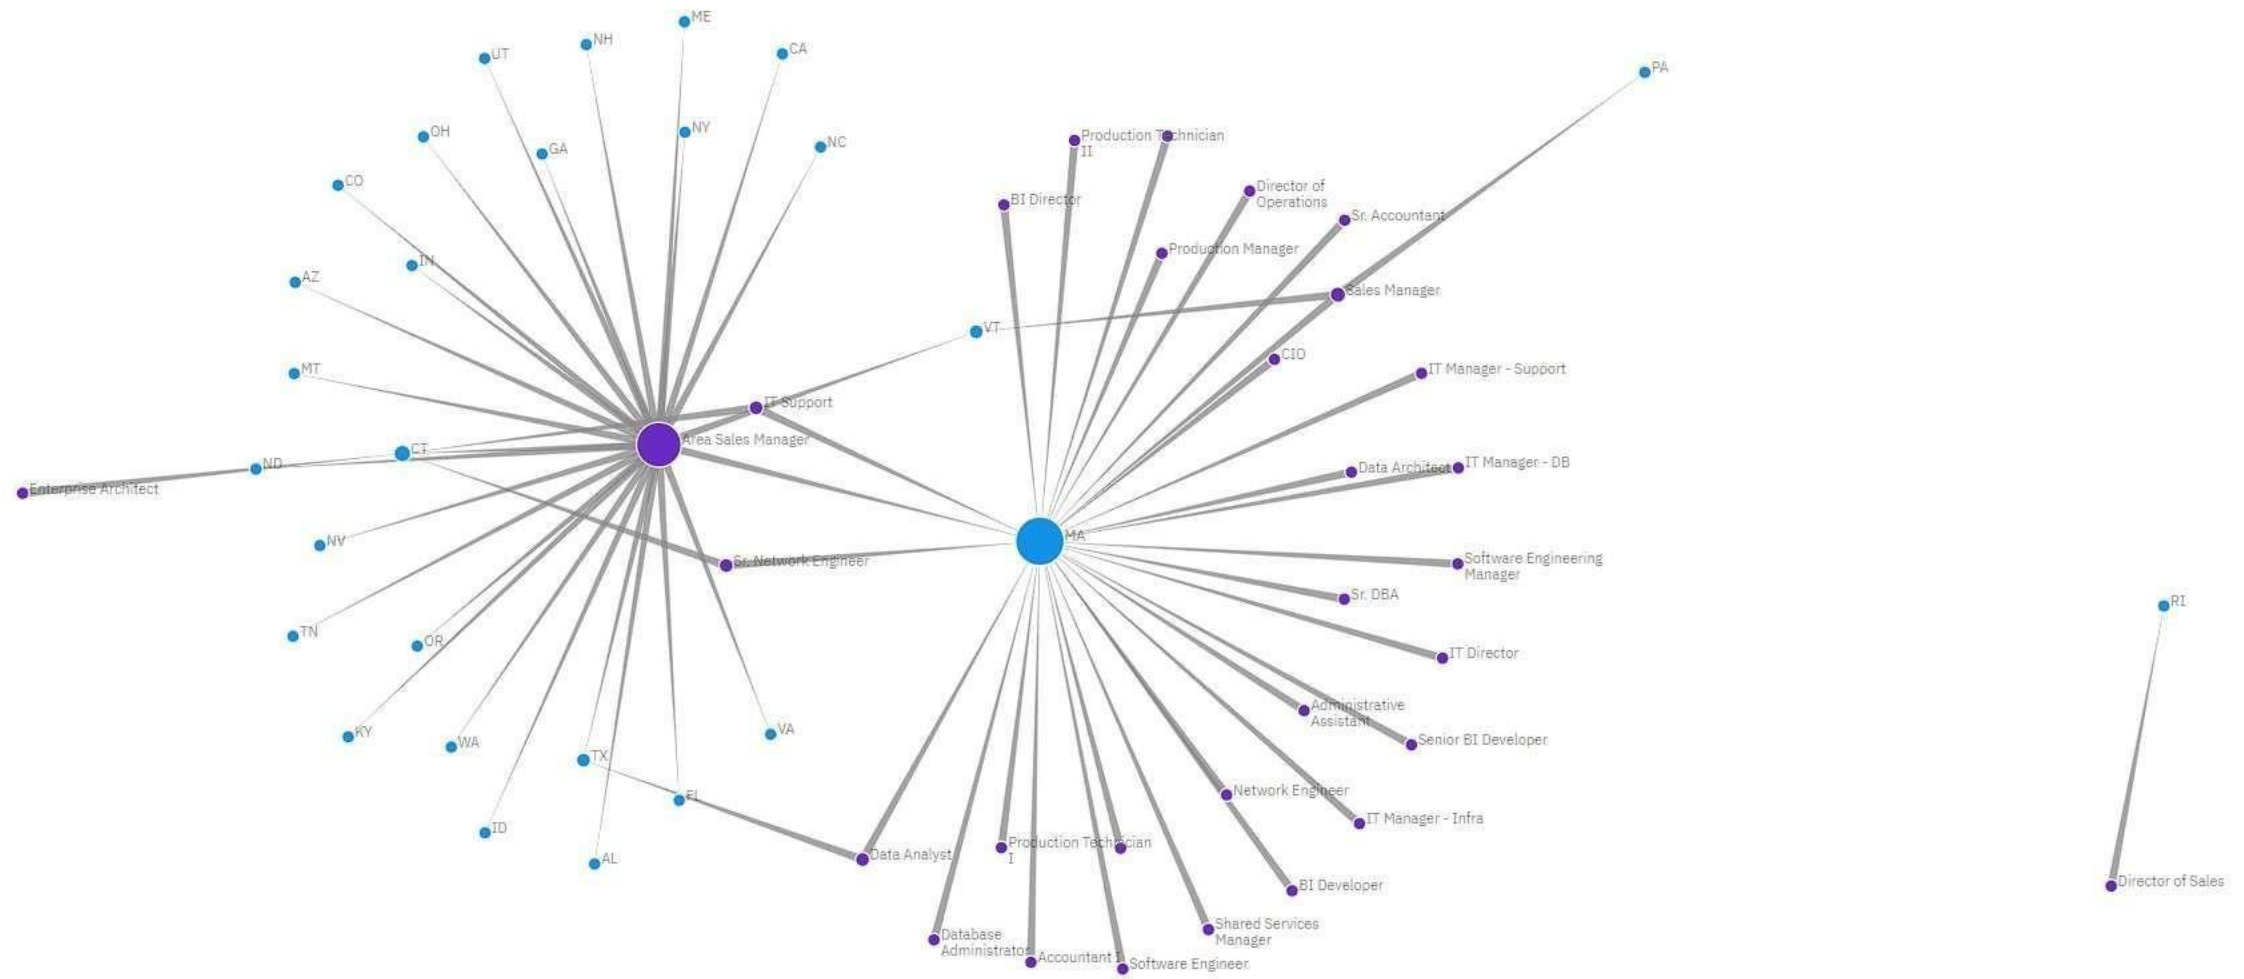 ME
NH
CA
UT
PA
NY
OH
Production Technician
II
NC
GA
CO
Director of
Operations
BI Director
Sr. Accountant
Production Manager
IN
AZ
Sales Manager
VT
CIO
MT
IT Manager - Support
IT Support
Area Sales Manager
CT
ND
Data Architect
IT Manager - DB
Enterprise Architect
MA
NV
Sr. Network Engineer
Software Engineering
Manager
Sr. DBA
RI
TN
OR
IT Director
Administrative
Assistant
KY
VA
WA
Senior BI Developer
TX
Network Engineer
FL
IT Manager - Infra
ID
Production Technician
I
Data Analyst
AL
Director of Sales
BI Developer
Shared Services
Manager
Database
Administrator
Accountant I
Software Engineer